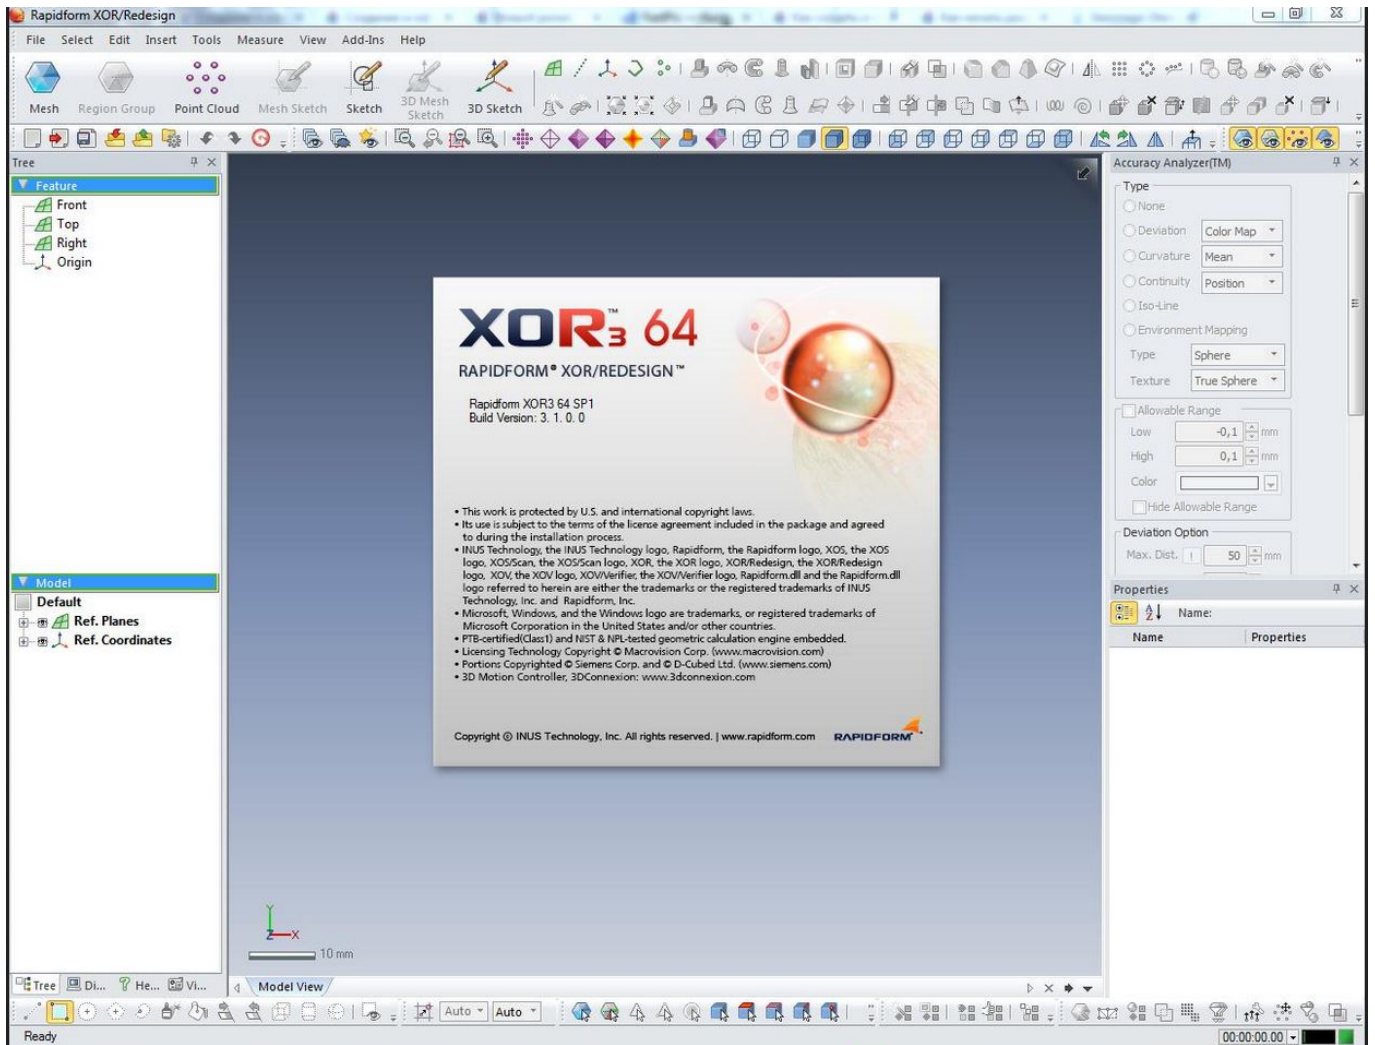 Rapidform XOR/Redesign
File Select Edit Insert Tools Measure View Add-Ins Help
Mesh Region Group Point Cloud Mesh Sketch Sketch 3D Mesh Sketch 3D Sketch
Tree
Feature
Front
Top
Right
Origin
Model
Default
Ref. Planes
Ref. Coordinates
XOR™3 64
RAPIDFORM® XOR/REDESIGN™
Rapidform XOR3 64 SP1
Build Version: 3. 1. 0. 0
• This work is protected by U.S. and international copyright laws.
• Its use is subject to the terms of the license agreement included in the package and agreed
to during the installation process.
• INUS Technology, the INUS Technology logo, Rapidform, the Rapidform logo, XOS, the XOS
logo, XOS/Scan, the XOS/Scan logo, XOR, the XOR logo, XOR/Redesign, the XOR/Redesign
logo, XOV, the XOV logo, XOV/Verifier, the XOV/Verifier logo, Rapidform.dll and the Rapidform.dll
logo referred to herein are either the trademarks or the registered trademarks of INUS
Technology, Inc. and Rapidform, Inc.
• Microsoft, Windows, and the Windows logo are trademarks, or registered trademarks of
Microsoft Corporation in the United States and/or other countries.
• PTB-certified(Class1) and NIST & NPL-tested geometric calculation engine embedded.
• Licensing Technology Copyright © Macrovision Corp. (www.macrovision.com)
• Portions Copyrighted © Siemens Corp. and © D-Cubed Ltd. (www.siemens.com)
• 3D Motion Controller, 3DConnexion: www.3dconnexion.com
Copyright © INUS Technology, Inc. All rights reserved. | www.rapidform.com RAPIDFORM
Y
Z X
10 mm
Accuracy Analyzer(TM)
Type
None
Deviation Color Map
Curvature Mean
Continuity Position
Iso-Line
Environment Mapping
Type Sphere
Texture True Sphere
Allowable Range
Low -0,1 mm
High 0,1 mm
Color
Hide Allowable Range
Deviation Option
Max. Dist. ! 50 mm
Properties
Name:
Name Properties
Tree Di... He... Vi...
Model View
Auto Auto
Ready
00:00:00.00